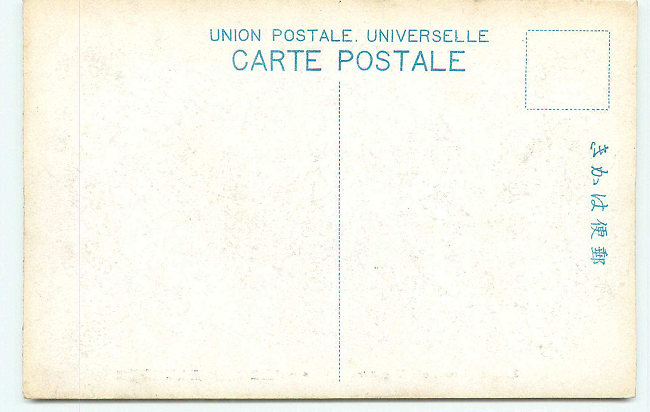 UNION POSTALE. UNIVERSELLE
CARTE POSTALE
郵便はかき